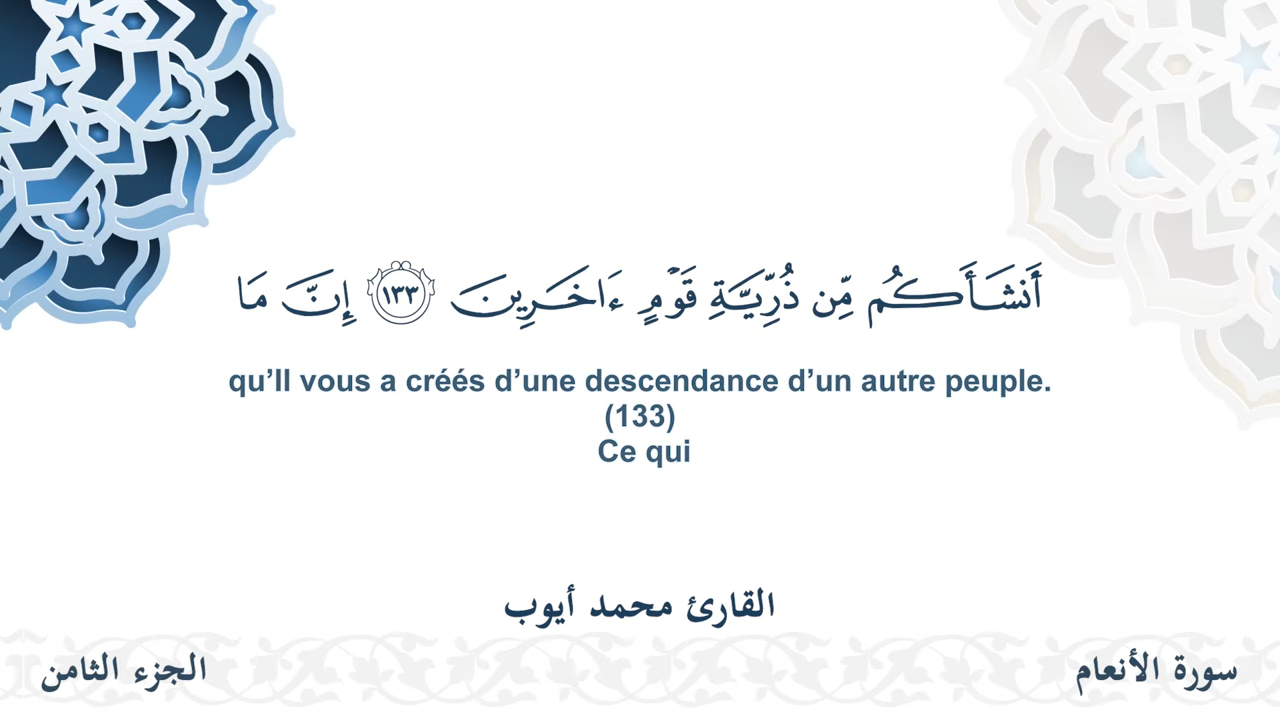 أَنشَأَكُم مِّن ذُرِّيَّةِ قَوْمٍ ءَاخَرِينَ ١٣٣ إِنَّ مَا
qu’Il vous a créés d’une descendance d’un autre peuple.
(133)
Ce qui
القارئ محمد أيوب
سورة الأنعام
الجزء الثامن